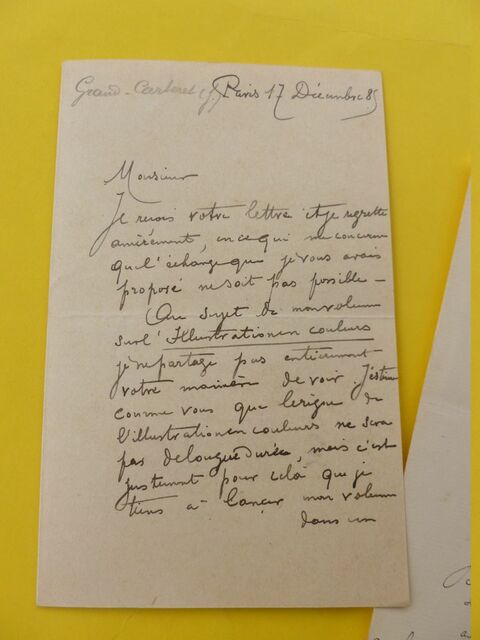 Grand-Carteret J. Paris 17 Décembre 85
Monsieur
Je reçois votre lettre et je regrette
amèrement, en ce qui me concerne
que l'échange que je vous avais
propose ne soit pas possible -
Au sujet de mon volume
sur l'Illustration en couleurs
je ne partage pas entièrement
votre manière de voir. J'estime
comme vous que le règne de
l'illustration en couleurs ne sera
pas de longue durée, mais c'est
justement pour celà que je
tiens à lancer mon volume
dans un